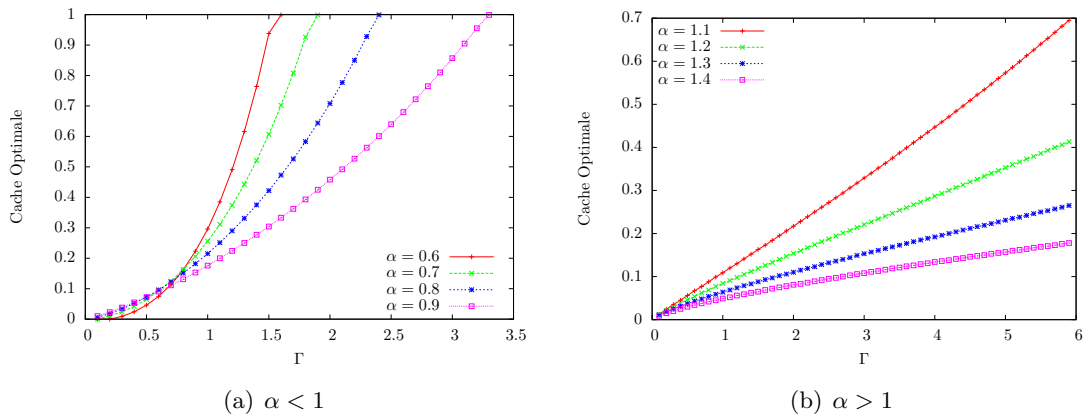 1
0.9
0.8
0.7
0.6
0.5
0.4
0.3
0.2
0.1
0
Cache Optimale
0 0.5 1.0 1.5 2.0 2.5 3.0 3.5
Γ
α = 0.6
α = 0.7
α = 0.8
α = 0.9
(a) α < 1
0.7
0.6
0.5
0.4
0.3
0.2
0.1
0
Cache Optimale
0 1 2 3 4 5 6
Γ
α = 1.1
α = 1.2
α = 1.3
α = 1.4
(b) α > 1